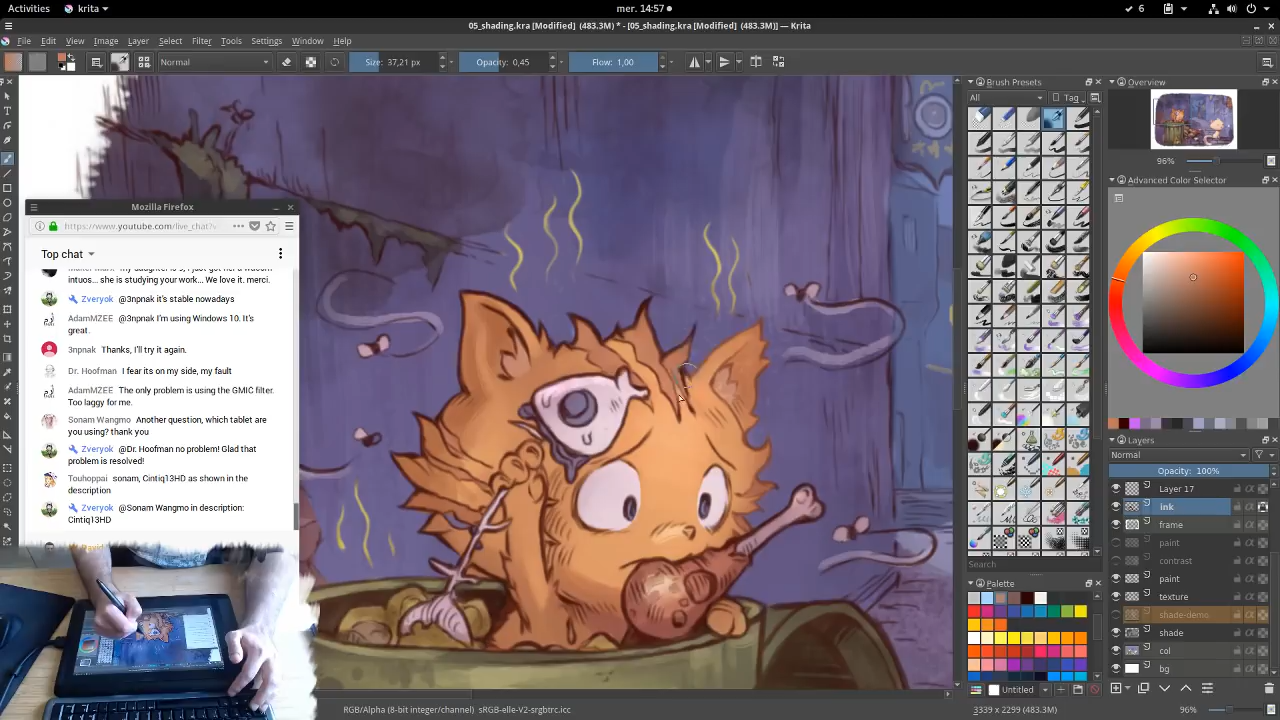 Activities
krita
mer. 14:57
6
05_shading.kra [Modified] (483.3M) * - [05_shading.kra [Modified] (483.3M)] — Krita
File Edit View Image Layer Select Filter Tools Settings Window Help
Normal
Size: 37,21 px
Opacity: 0,45
Flow: 1,00
Mozilla Firefox
https://www.youtube.com/live_chat?v
Top chat
intuos... she is studying your work... We love it. merci.
Zveryok @3npnak it's stable nowadays
AdamMZEE @3npnak I'm using Windows 10. It's
great.
3npnak Thanks, I'll try it again.
Dr. Hoofman I fear its on my side, my fault
AdamMZEE The only problem is using the GMIC filter.
Too laggy for me.
Sonam Wangmo Another question, which tablet are
you using? thank you
Zveryok @Dr. Hoofman no problem! Glad that
problem is resolved!
Touhoppai sonam, Cintiq13HD as shown in the
description
Zveryok @Sonam Wangmo in description:
Cintiq13HD
Brush Presets
All
Tag
Search
Palette
Untitled
Overview
96%
Advanced Color Selector
Layers
Normal
Opacity: 100%
Layer 17
ink
frame
paint
contrast
paint
texture
shade-demo
shade
col
bg
RGB/Alpha (8-bit integer/channel) sRGB-elle-V2-srgbtrc.icc
3339 x 2299 (483.3M)
96%